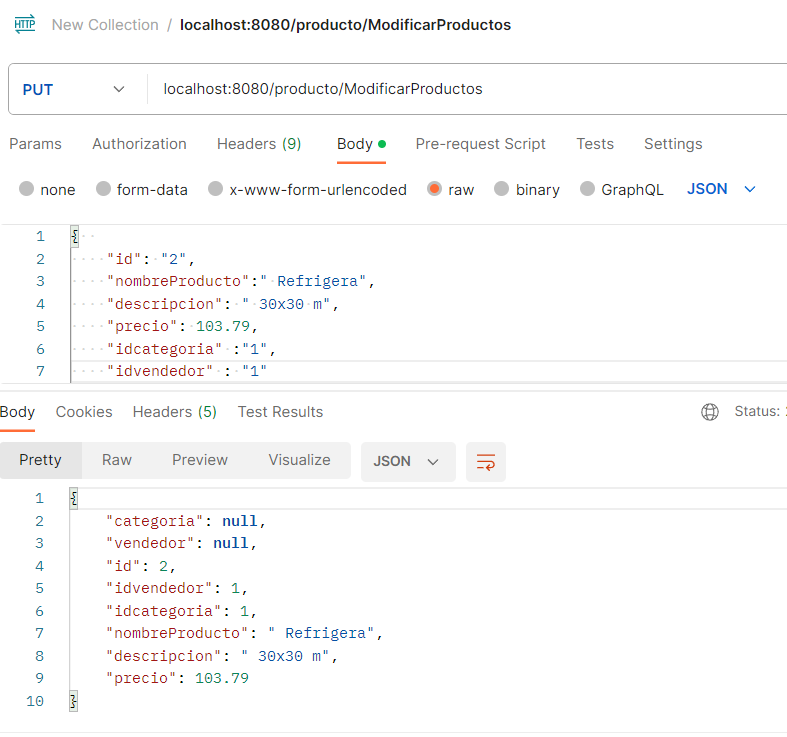 HTTP New Collection / localhost:8080/producto/ModificarProductos
PUT localhost:8080/producto/ModificarProductos
Params Authorization Headers (9) Body Pre-request Script Tests Settings
none form-data x-www-form-urlencoded raw binary GraphQL JSON
1 {
2 "id": "2",
3 "nombreProducto":" Refrigera",
4 "descripcion": " 30x30 m",
5 "precio": 103.79,
6 "idcategoria" :"1",
7 "idvendedor" : "1"
Body Cookies Headers (5) Test Results Status:
Pretty Raw Preview Visualize JSON
1 {
2 "categoria": null,
3 "vendedor": null,
4 "id": 2,
5 "idvendedor": 1,
6 "idcategoria": 1,
7 "nombreProducto": " Refrigera",
8 "descripcion": " 30x30 m",
9 "precio": 103.79
10 }